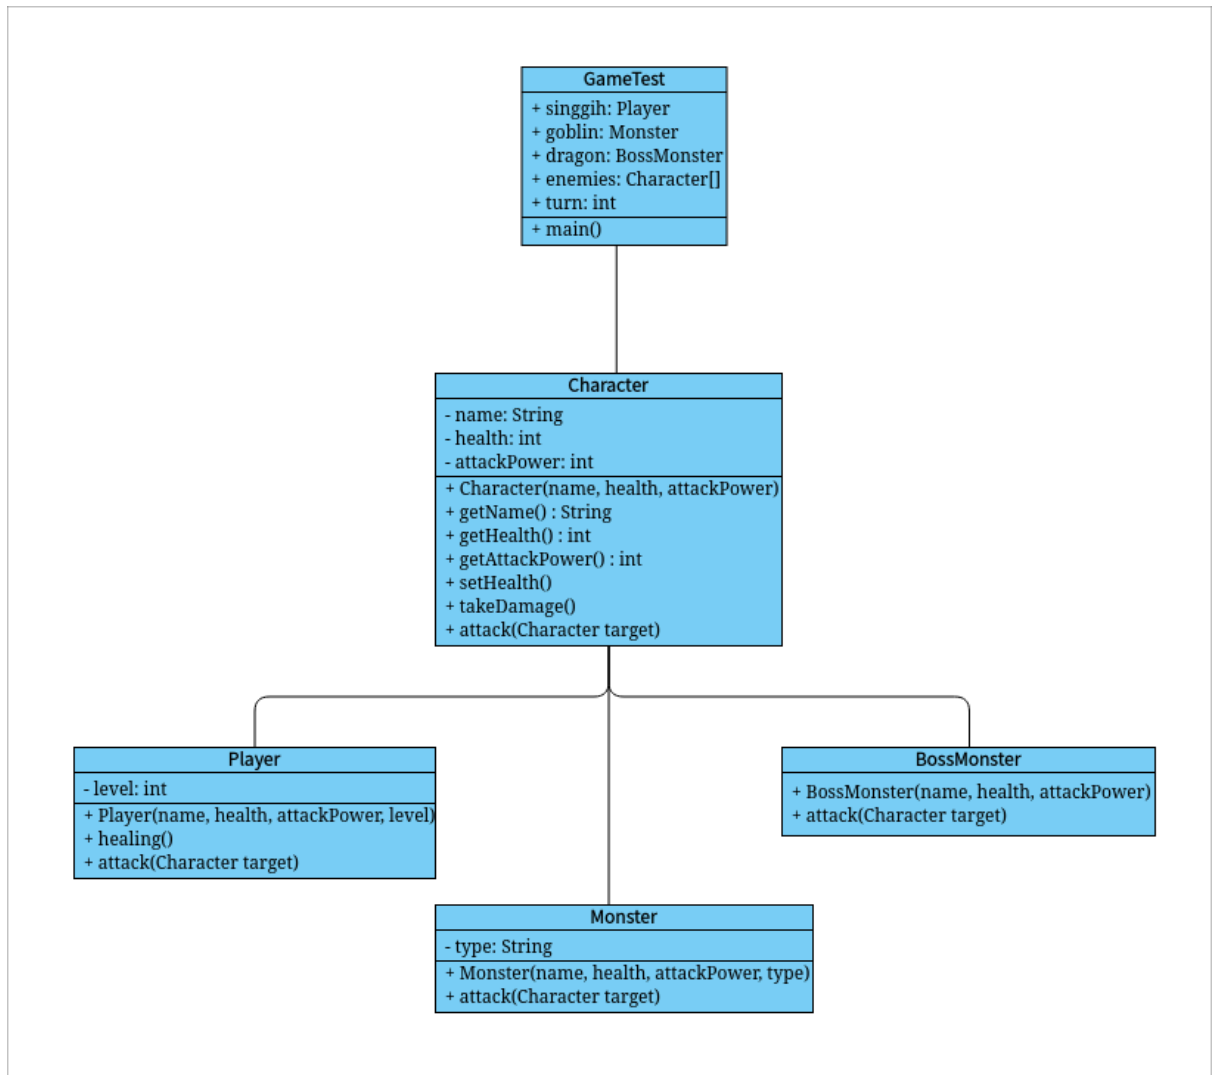 GameTest
+ singgih: Player
+ goblin: Monster
+ dragon: BossMonster
+ enemies: Character[]
+ turn: int
+ main()
Character
- name: String
- health: int
- attackPower: int
+ Character(name, health, attackPower)
+ getName() : String
+ getHealth() : int
+ getAttackPower() : int
+ setHealth()
+ takeDamage()
+ attack(Character target)
Player
- level: int
+ Player(name, health, attackPower, level)
+ healing()
+ attack(Character target)
BossMonster
+ BossMonster(name, health, attackPower)
+ attack(Character target)
Monster
- type: String
+ Monster(name, health, attackPower, type)
+ attack(Character target)